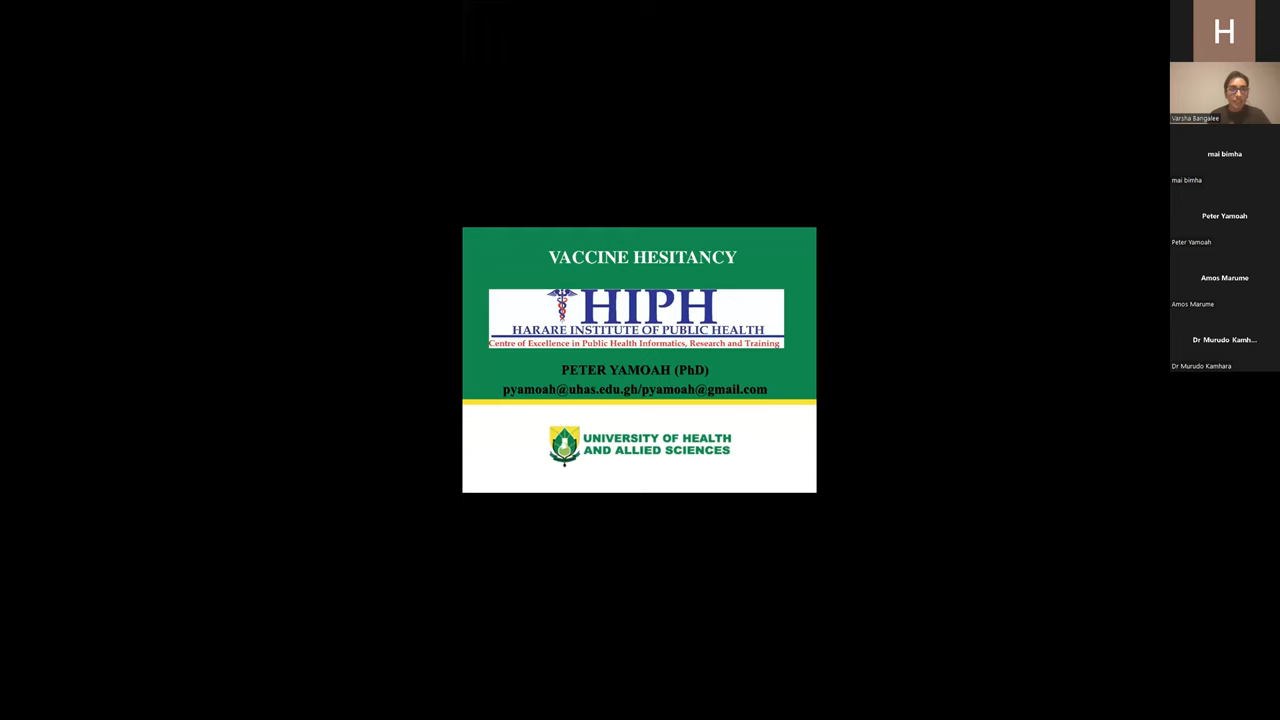 VACCINE HESITANCY
HIPH
HARARE INSTITUTE OF PUBLIC HEALTH
Centre of Excellence in Public Health Informatics, Research and Training
PETER YAMOAH (PhD)
pyamoah@uhas.edu.gh/pyamoah@gmail.com
UNIVERSITY OF HEALTH
AND ALLIED SCIENCES
H
Varsha Bangalee
mai bimha
mai bimha
Peter Yamoah
Peter Yamoah
Amos Marume
Amos Marume
Dr Murudo Kamh...
Dr Murudo Kamhara